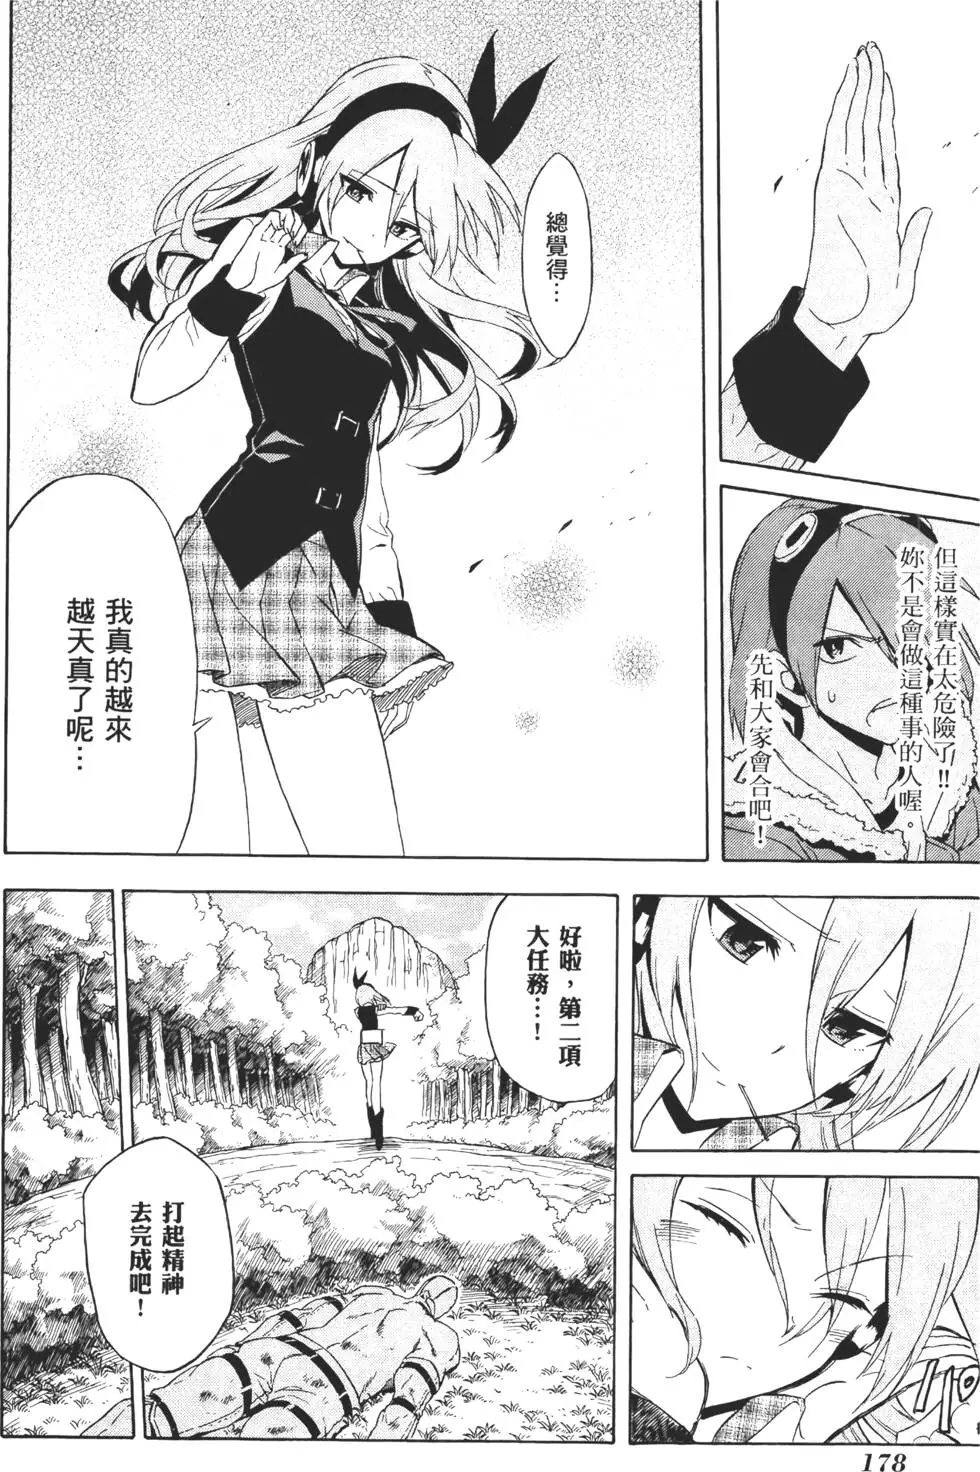 但這樣實在太危險了!!
妳不是會做這種事的人喔。
先和大家會合吧！
總覺得…
我真的越來
越天真了呢…
好啦，第二項
大任務…！
打起精神
去完成吧！
178